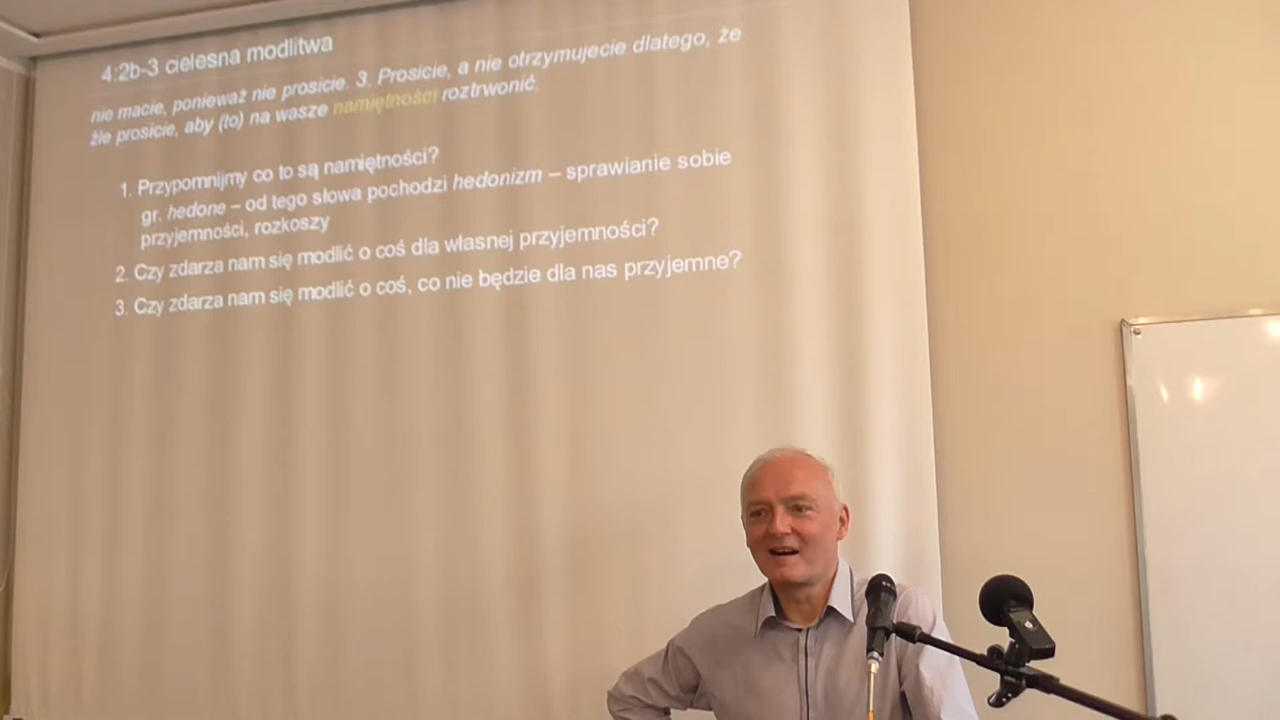 4:2b-3 cielesna modlitwa
nie macie, ponieważ nie prosicie. 3. Prosicie, a nie otrzymujecie dlatego, że
źle prosicie, aby (to) na wasze namiętności roztrwonić.
1. Przypomnijmy co to są namiętności?
gr. hedone – od tego słowa pochodzi hedonizm – sprawianie sobie
przyjemności, rozkoszy
2. Czy zdarza nam się modlić o coś dla własnej przyjemności?
3. Czy zdarza nam się modlić o coś, co nie będzie dla nas przyjemne?